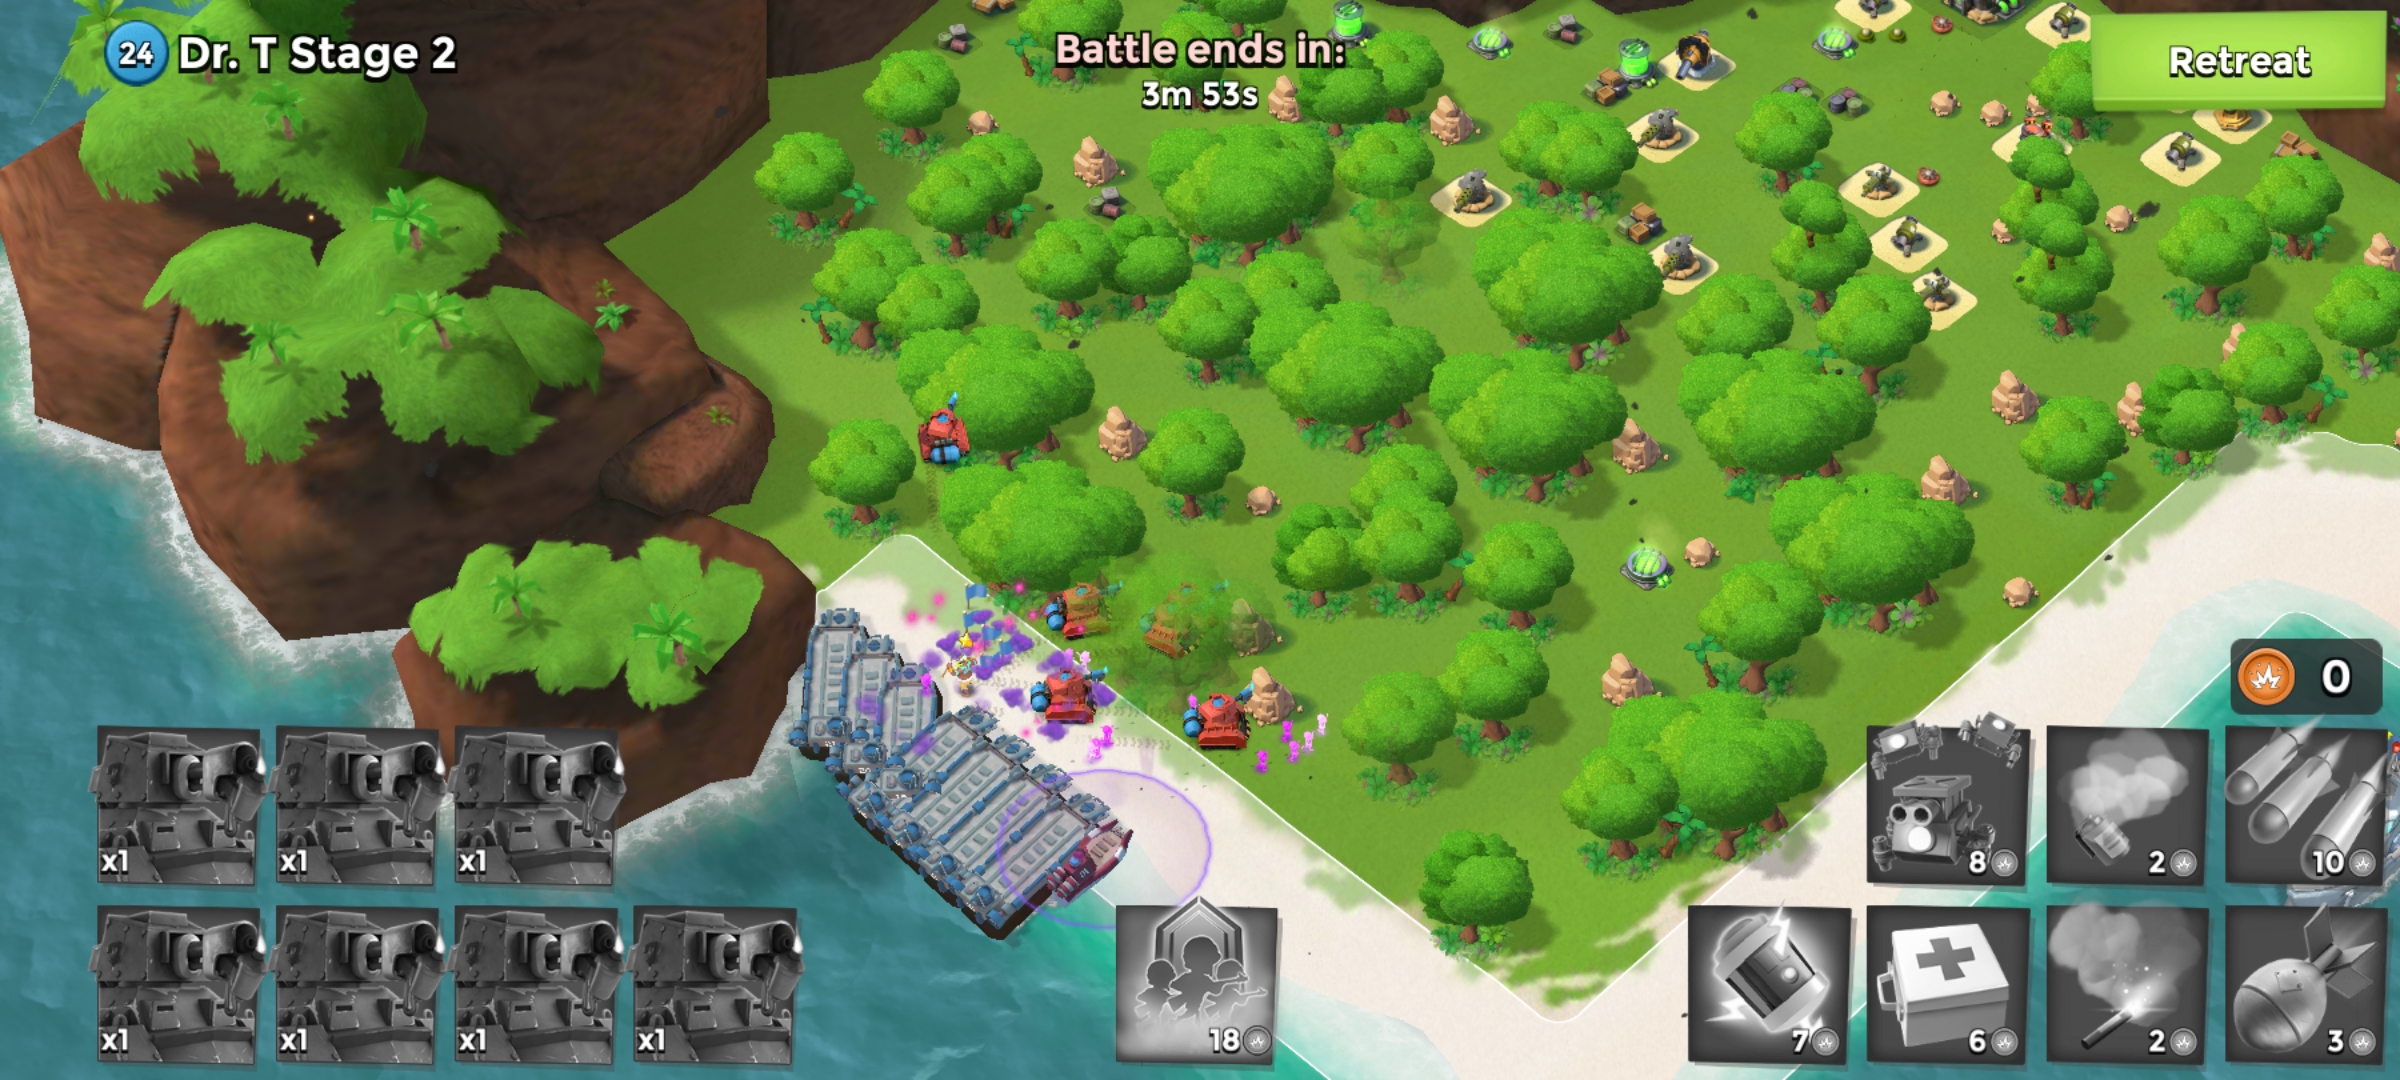 24 Dr. T Stage 2
Battle ends in:
3m 53s
Retreat
0
x1 x1 x1
8 2 10
x1 x1 x1 x1
18
7 6 2 3